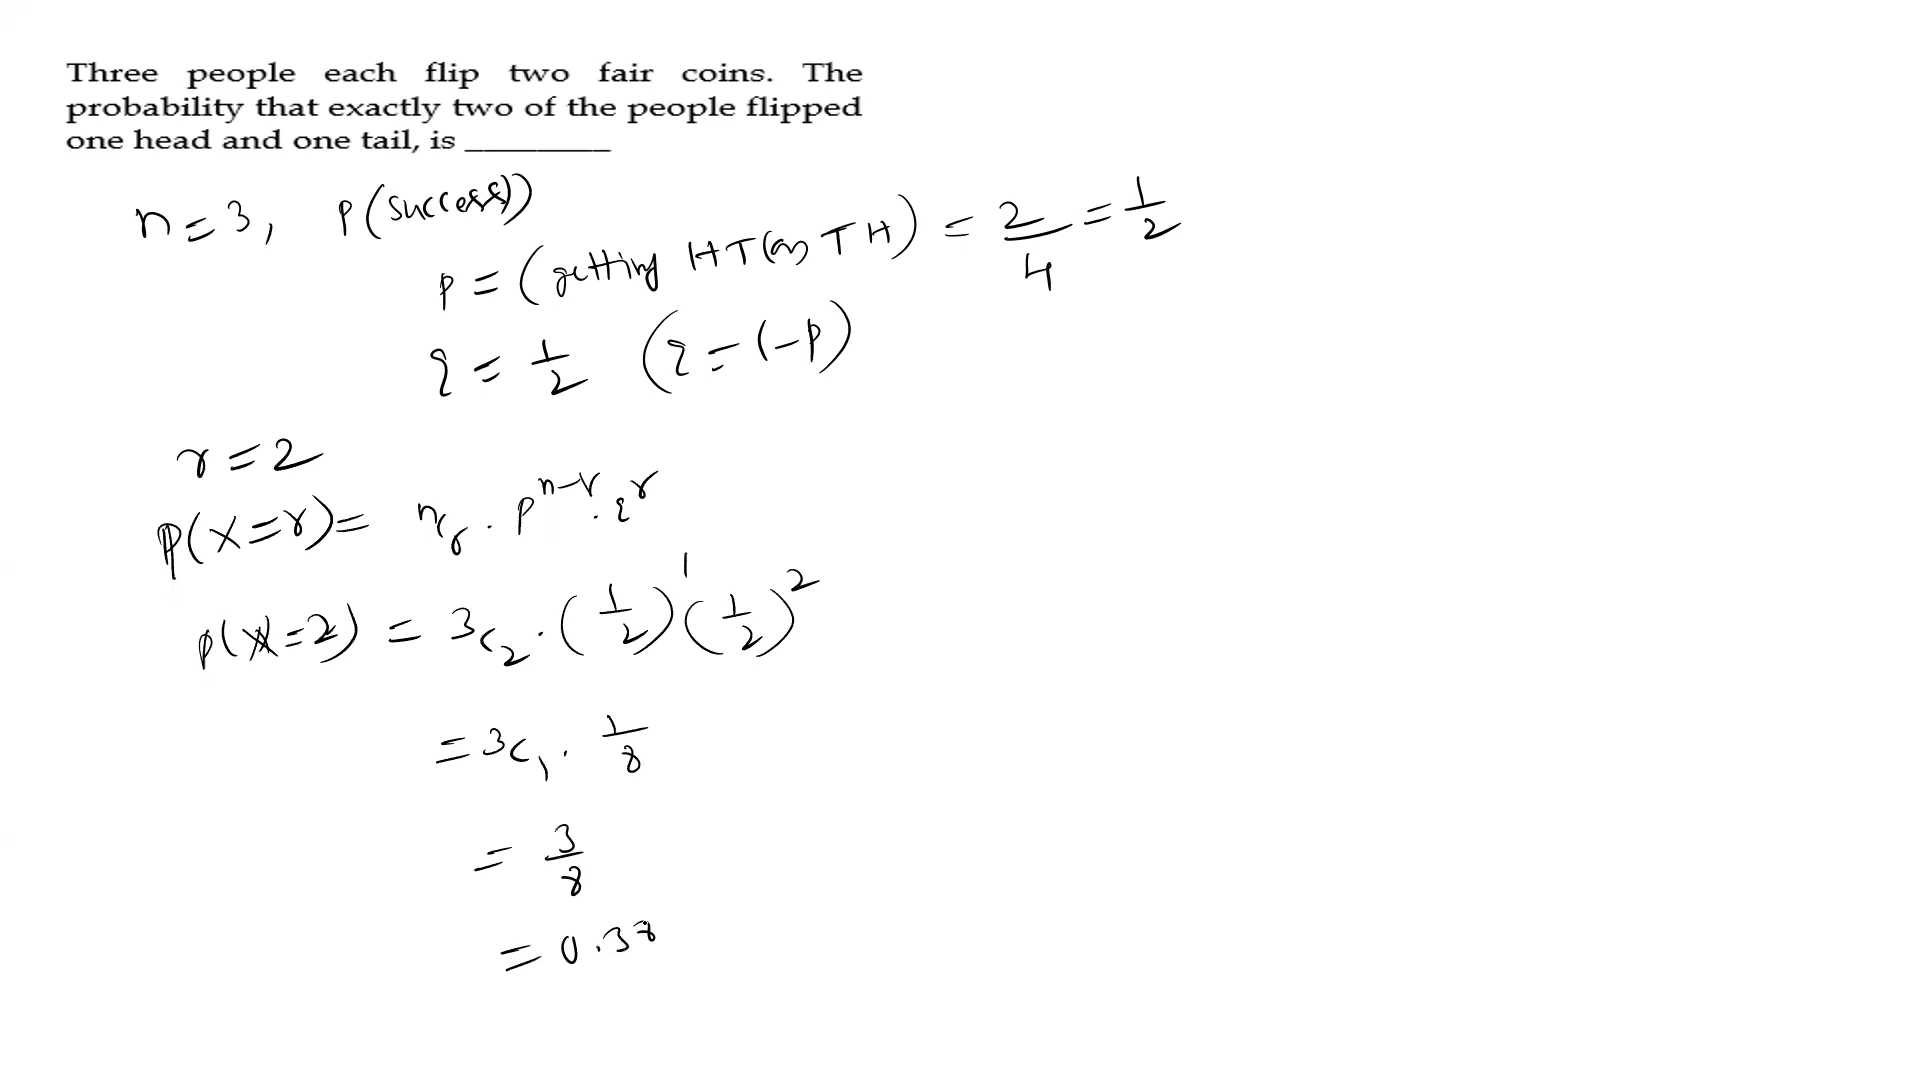 Three people each flip two fair coins. The
probability that exactly two of the people flipped
one head and one tail, is ________
n = 3, P(success)
p = (getting HT (or) TH) = 2/4 = 1/2
q = 1/2 (q = 1-p)
r = 2
P(X=r) = nCr . p^n-r . q^r
P(X=2) = 3C2 . (1/2)^1 (1/2)^2
= 3C1 . 1/8
= 3/8
= 0.38